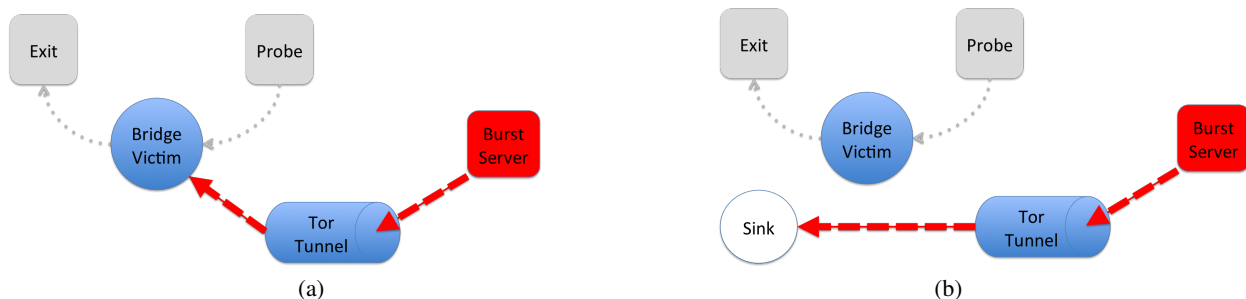 Exit
Probe
Bridge
Victim
Burst
Server
Tor
Tunnel
(a)
Exit
Probe
Bridge
Victim
Burst
Server
Sink
Tor
Tunnel
(b)